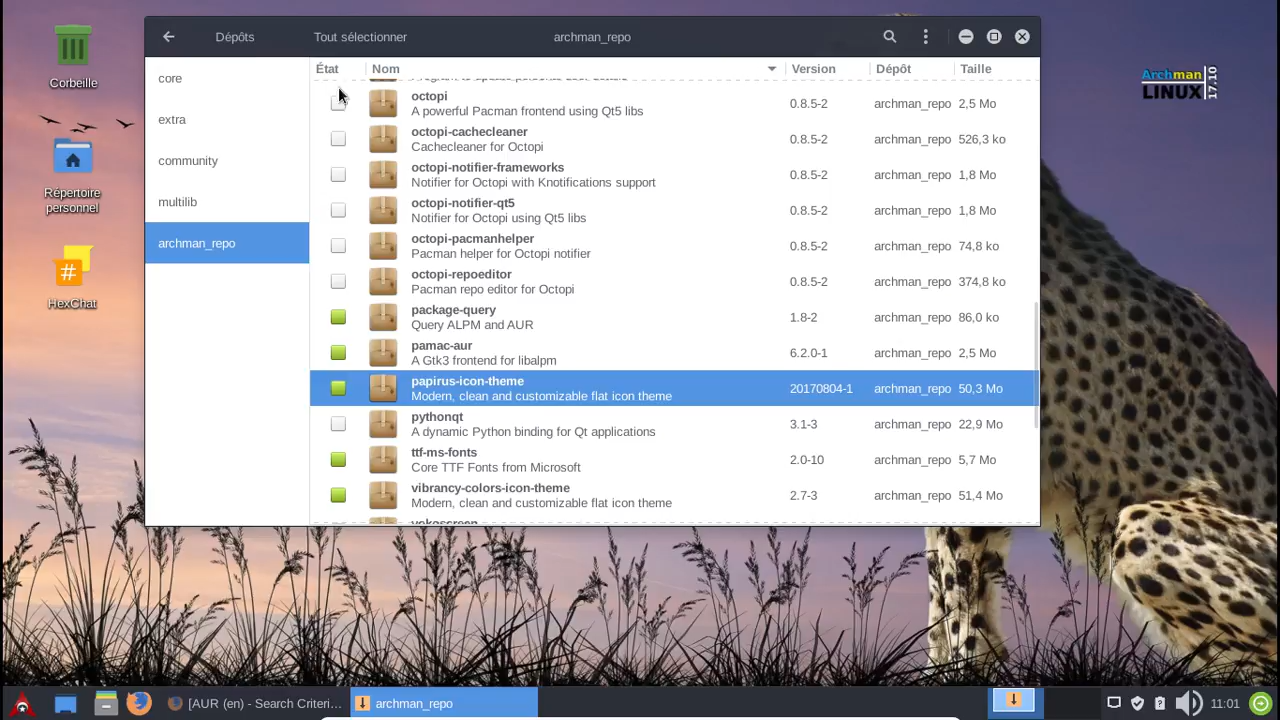 Dépôts Tout sélectionner archman_repo
Corbeille
Répertoire
personnel
HexChat
core
extra
community
multilib
archman_repo
État Nom Version Dépôt Taille
octopi 0.8.5-2 archman_repo 2,5 Mo
A powerful Pacman frontend using Qt5 libs
octopi-cachecleaner 0.8.5-2 archman_repo 526,3 ko
Cachecleaner for Octopi
octopi-notifier-frameworks 0.8.5-2 archman_repo 1,8 Mo
Notifier for Octopi with Knotifications support
octopi-notifier-qt5 0.8.5-2 archman_repo 1,8 Mo
Notifier for Octopi using Qt5 libs
octopi-pacmanhelper 0.8.5-2 archman_repo 74,8 ko
Pacman helper for Octopi notifier
octopi-repoeditor 0.8.5-2 archman_repo 374,8 ko
Pacman repo editor for Octopi
package-query 1.8-2 archman_repo 86,0 ko
Query ALPM and AUR
pamac-aur 6.2.0-1 archman_repo 2,5 Mo
A Gtk3 frontend for libalpm
papirus-icon-theme 20170804-1 archman_repo 50,3 Mo
Modern, clean and customizable flat icon theme
pythonqt 3.1-3 archman_repo 22,9 Mo
A dynamic Python binding for Qt applications
ttf-ms-fonts 2.0-10 archman_repo 5,7 Mo
Core TTF Fonts from Microsoft
vibrancy-colors-icon-theme 2.7-3 archman_repo 51,4 Mo
Modern, clean and customizable flat icon theme
Archman
LINUX 17.10
[AUR (en) - Search Criteri... archman_repo 11:01